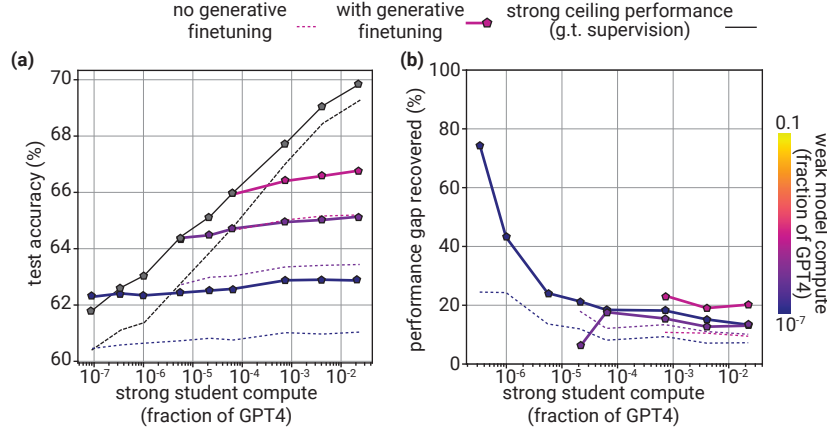 no generative
finetuning
with generative
finetuning
strong ceiling performance
(g.t. supervision)
(a)
test accuracy (%)
70
68
66
64
62
60
10-7
10-6
10-5
10-4
10-3
10-2
strong student compute
(fraction of GPT4)
(b)
performance gap recovered (%)
100
80
60
40
20
0
10-6
10-5
10-4
10-3
10-2
strong student compute
(fraction of GPT4)
0.1
10-7
weak model compute
(fraction of GPT4)